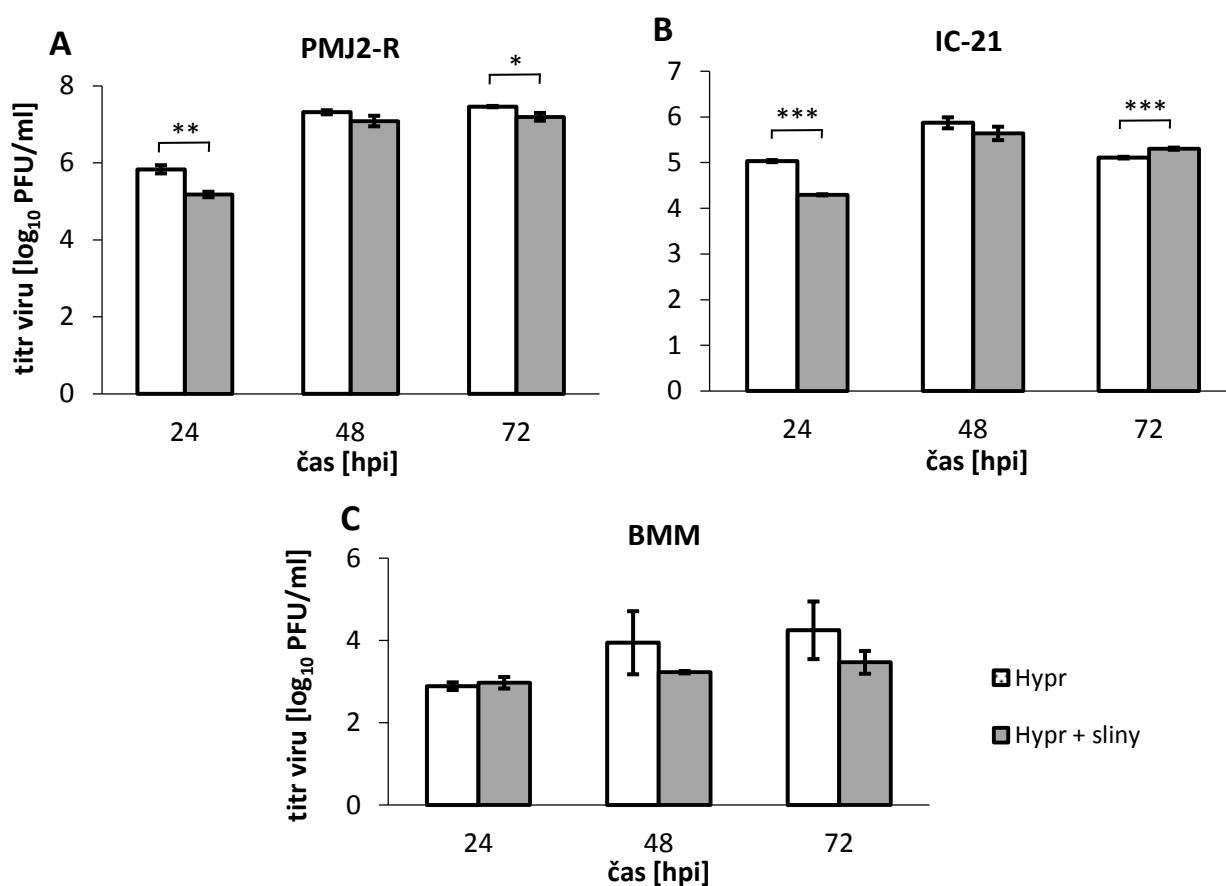 A
PMJ2-R
titr viru [log10 PFU/ml]
8
6
4
2
0
**
*
24
48
72
čas [hpi]
B
IC-21
7
6
5
4
3
2
1
0
***
***
24
48
72
čas [hpi]
C
BMM
titr viru [log10 PFU/ml]
6
4
2
0
24
48
72
čas [hpi]
Hypr
Hypr + sliny